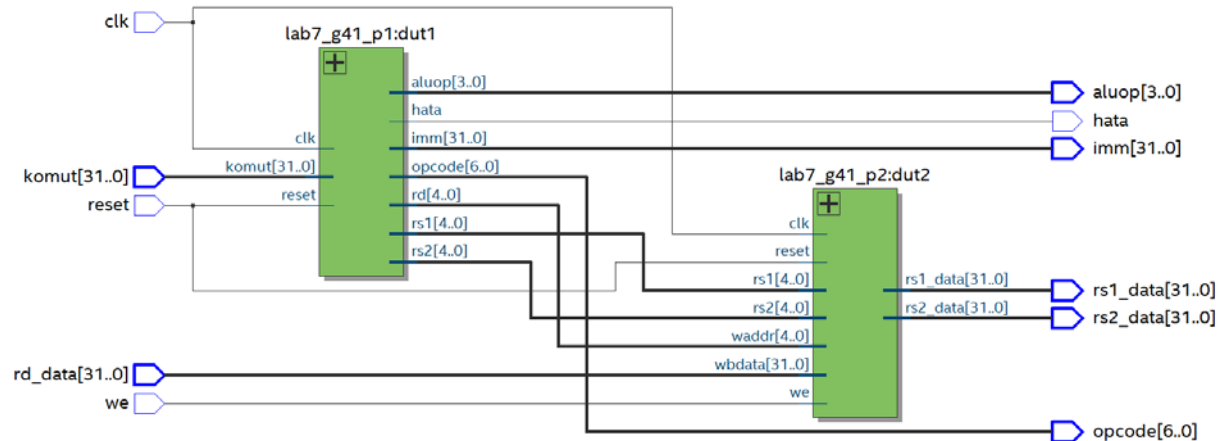 clk
lab7_g41_p1:dut1
aluop[3..0]
aluop[3..0]
hata
hata
clk
imm[31..0]
imm[31..0]
komut[31..0]
komut[31..0]
opcode[6..0]
lab7_g41_p2:dut2
reset
reset
rd[4..0]
rs1[4..0]
clk
rs2[4..0]
reset
rs1[4..0]
rs1_data[31..0]
rs1_data[31..0]
rs2[4..0]
rs2_data[31..0]
rs2_data[31..0]
waddr[4..0]
rd_data[31..0]
wbdata[31..0]
we
we
opcode[6..0]